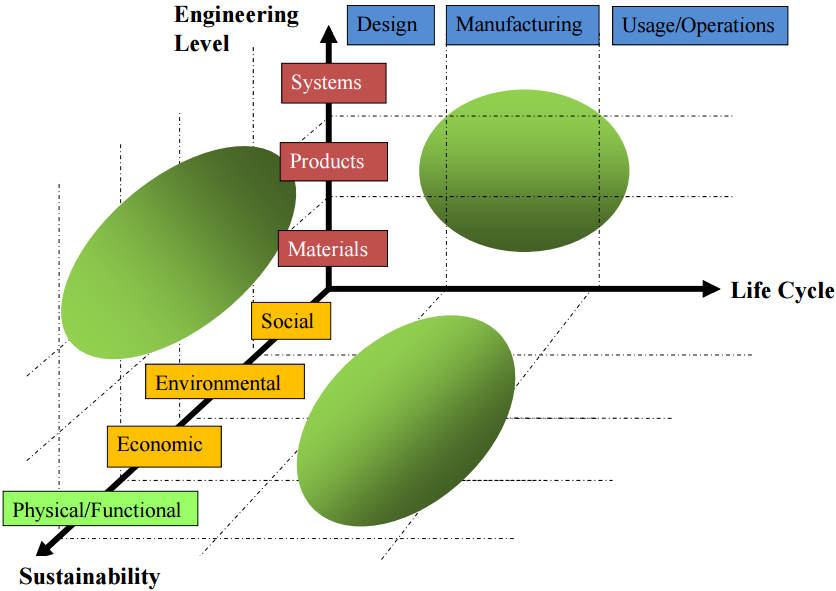 Engineering
Level
Design
Manufacturing
Usage/Operations
Systems
Products
Materials
Life Cycle
Social
Environmental
Economic
Physical/Functional
Sustainability